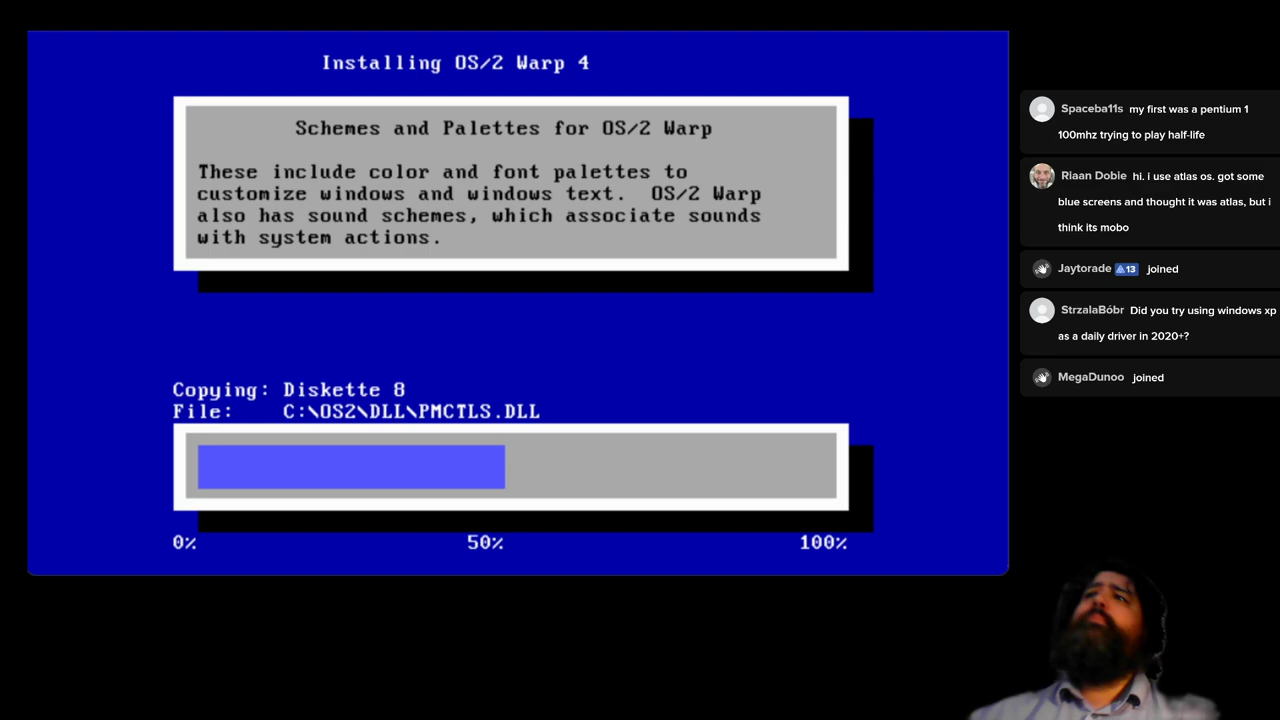 Installing OS/2 Warp 4
Schemes and Palettes for OS/2 Warp
These include color and font palettes to
customize windows and windows text. OS/2 Warp
also has sound schemes, which associate sounds
with system actions.
Copying: Diskette 8
File: C:\OS2\DLL\PMCTLS.DLL
0% 50% 100%
Spaceba11s my first was a pentium 1
100mhz trying to play half-life
Riaan Dobie hi. i use atlas os. got some
blue screens and thought it was atlas, but i
think its mobo
Jaytorade 13 joined
StrzalaBóbr Did you try using windows xp
as a daily driver in 2020+?
MegaDunoo joined